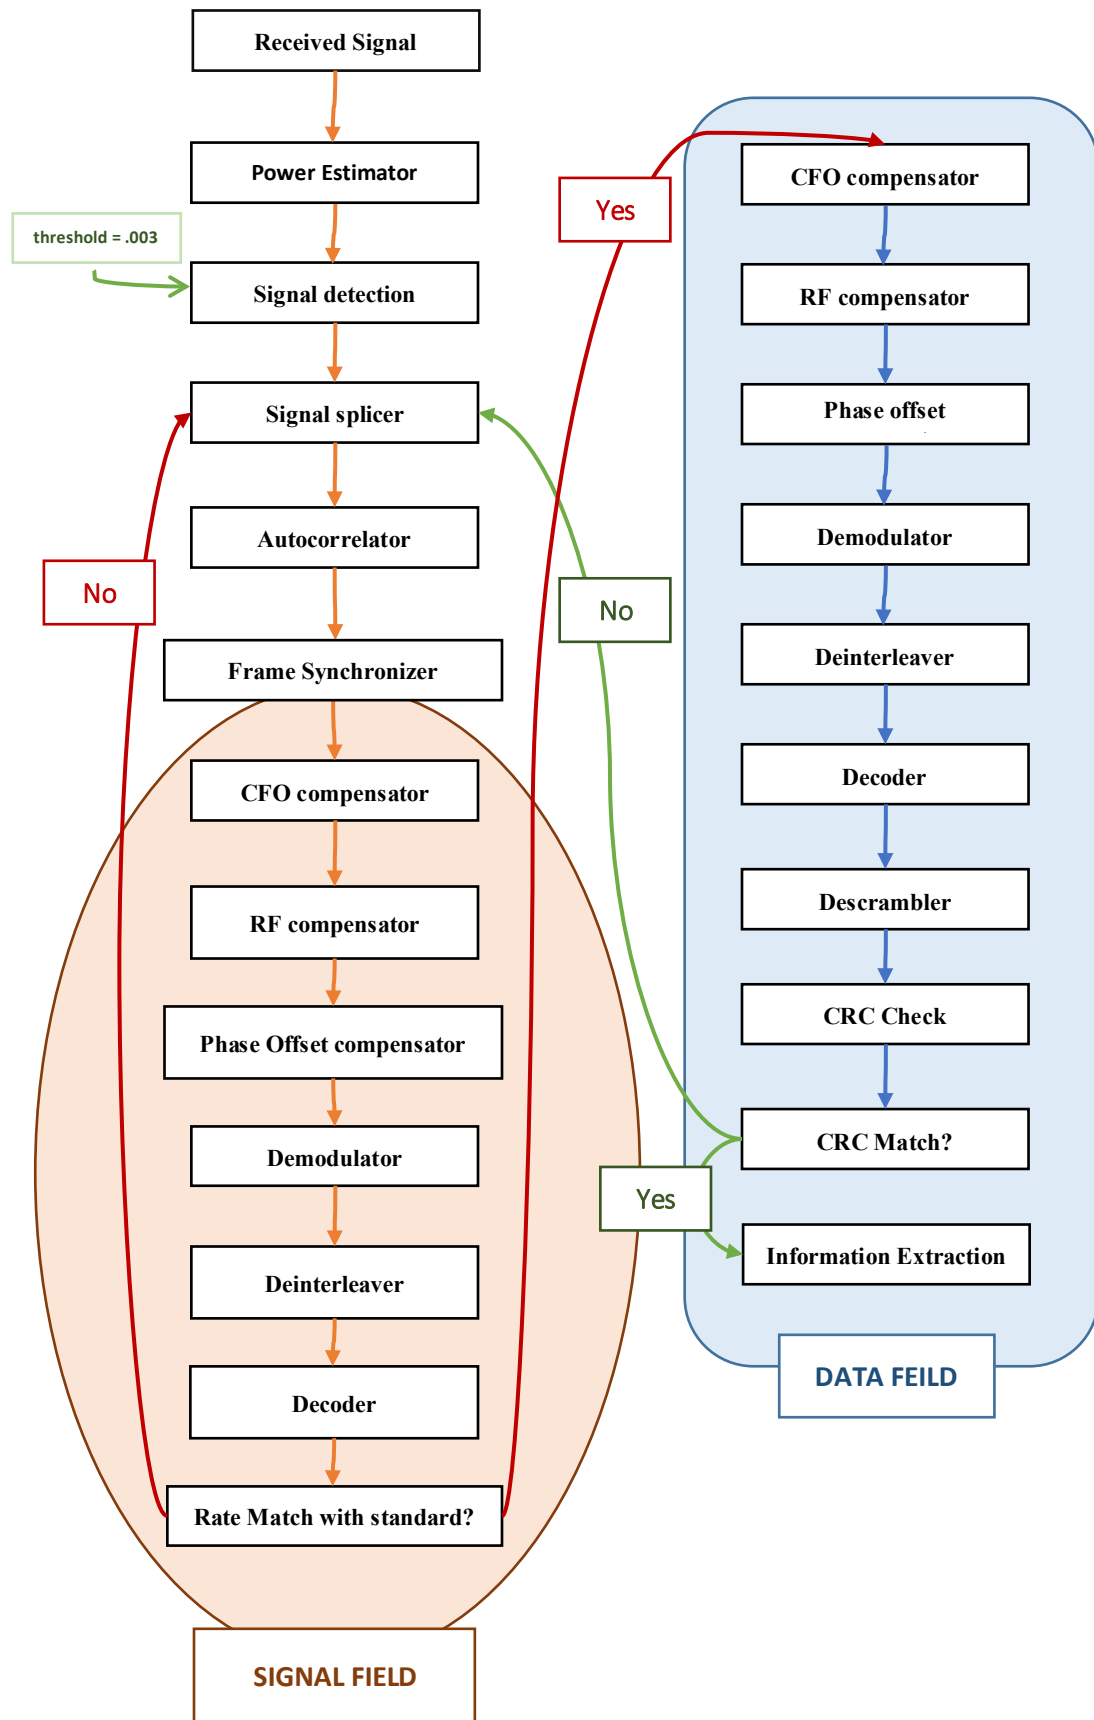 Received Signal
Power Estimator
threshold = .003
Signal detection
Signal splicer
Autocorrelator
No
Frame Synchronizer
CFO compensator
RF compensator
Phase Offset compensator
Demodulator
Deinterleaver
Decoder
Rate Match with standard?
SIGNAL FIELD
Yes
CFO compensator
RF compensator
Phase offset
Demodulator
No
Deinterleaver
Decoder
Descrambler
CRC Check
CRC Match?
Yes
Information Extraction
DATA FEILD